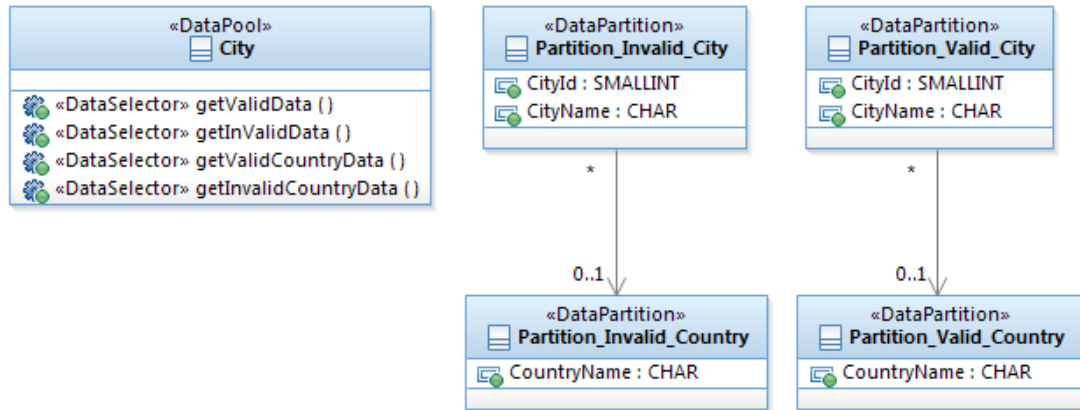 «DataPool»
City
«DataSelector» getValidData ( )
«DataSelector» getInValidData ( )
«DataSelector» getValidCountryData ( )
«DataSelector» getInvalidCountryData ( )
«DataPartition»
Partition_Invalid_City
CityId : SMALLINT
CityName : CHAR
*
0..1
«DataPartition»
Partition_Invalid_Country
CountryName : CHAR
«DataPartition»
Partition_Valid_City
CityId : SMALLINT
CityName : CHAR
*
0..1
«DataPartition»
Partition_Valid_Country
CountryName : CHAR